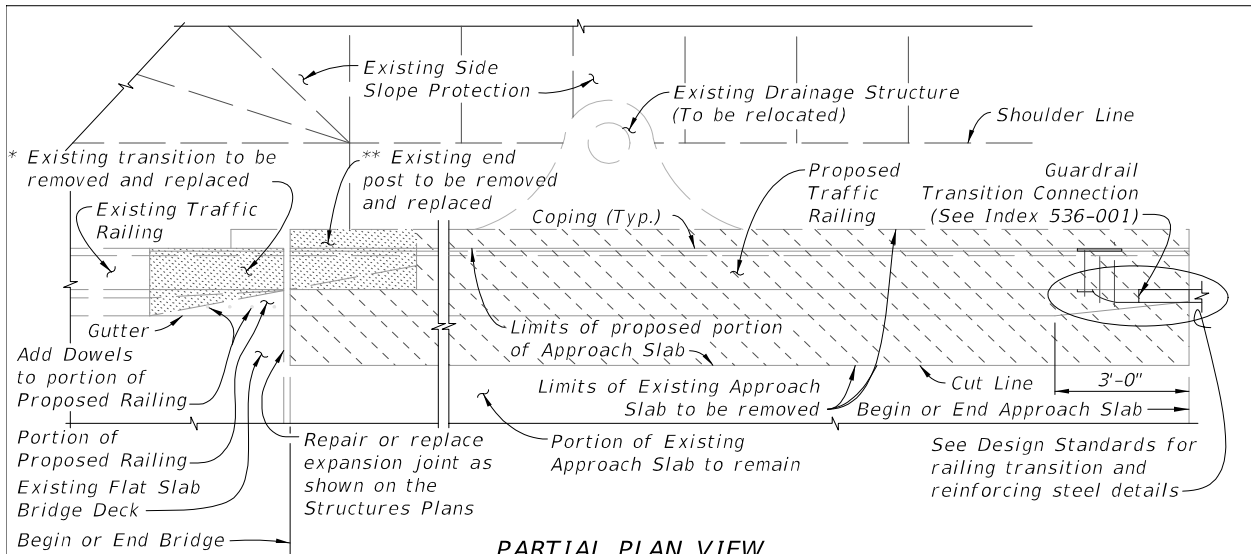 Existing Side
Slope Protection
Existing Drainage Structure
(To be relocated)
Shoulder Line
* Existing transition to be
removed and replaced
** Existing end
post to be removed
and replaced
Proposed
Traffic
Railing
Guardrail
Transition Connection
(See Index 536-001)
Existing Traffic
Railing
Coping (Typ.)
Gutter
Limits of proposed portion
of Approach Slab
Add Dowels
to portion of
Proposed Railing
Limits of Existing Approach
Slab to be removed
Cut Line
3'-0"
Begin or End Approach Slab
Portion of
Proposed Railing
Repair or replace
expansion joint as
shown on the
Structures Plans
Portion of Existing
Approach Slab to remain
See Design Standards for
railing transition and
reinforcing steel details
Existing Flat Slab
Bridge Deck
Begin or End Bridge
PARTIAL PLAN VIEW